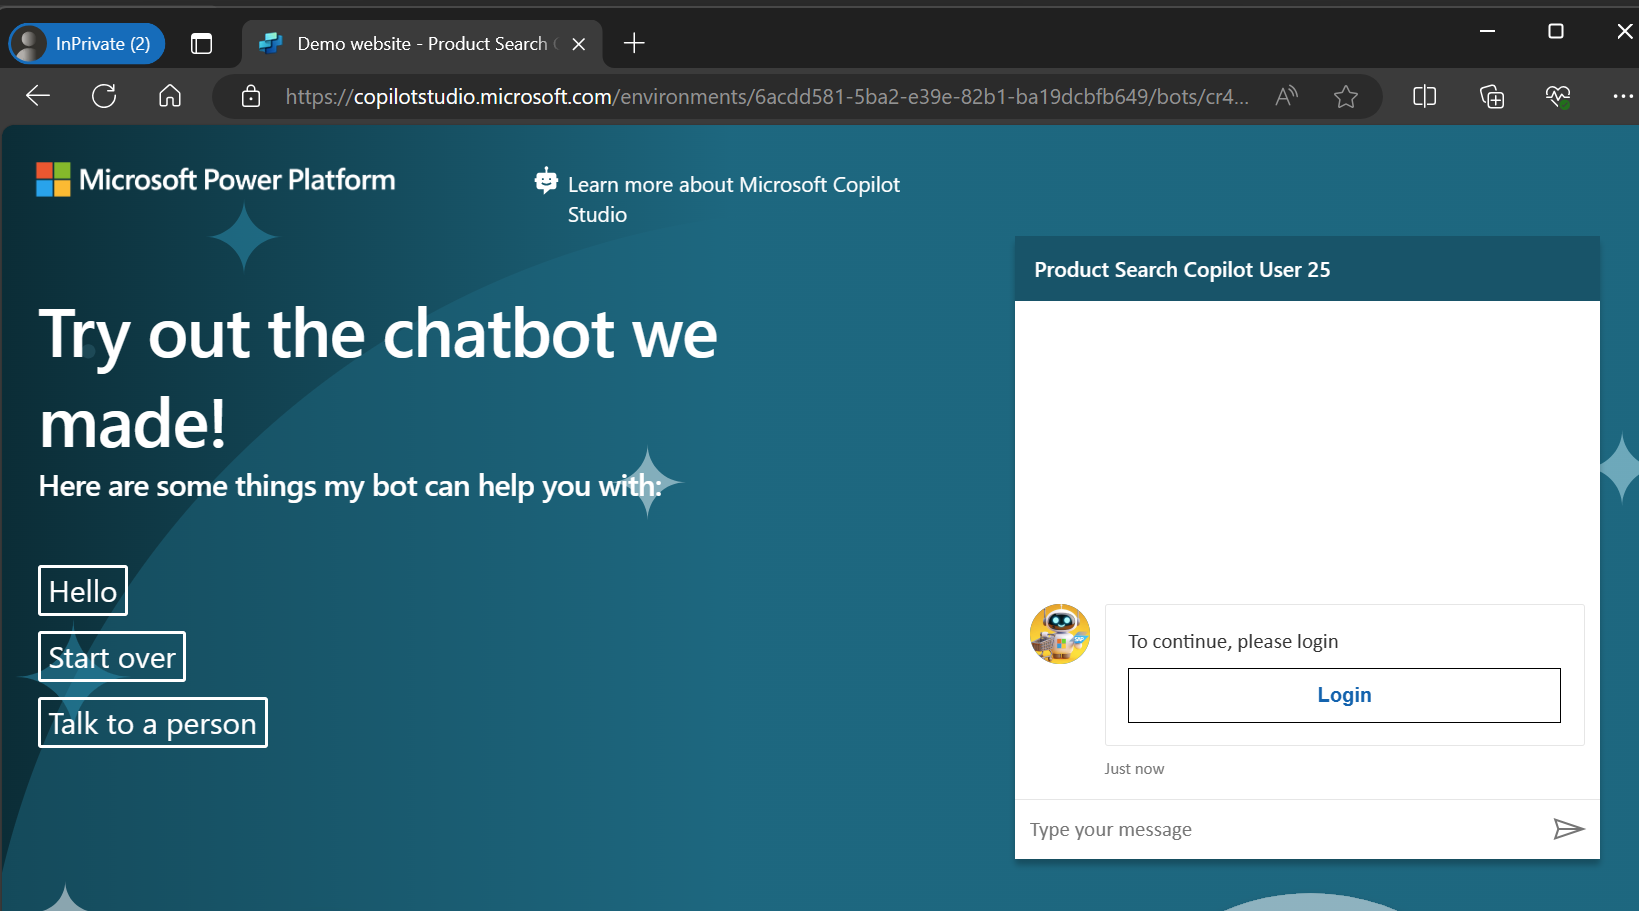 InPrivate (2)
Demo website - Product Search
https://copilotstudio.microsoft.com/environments/6acdd581-5ba2-e39e-82b1-ba19dcbfb649/bots/cr4...
Microsoft Power Platform
Learn more about Microsoft Copilot
Studio
Try out the chatbot we
made!
Here are some things my bot can help you with:
Hello
Start over
Talk to a person
Product Search Copilot User 25
To continue, please login
Login
Just now
Type your message